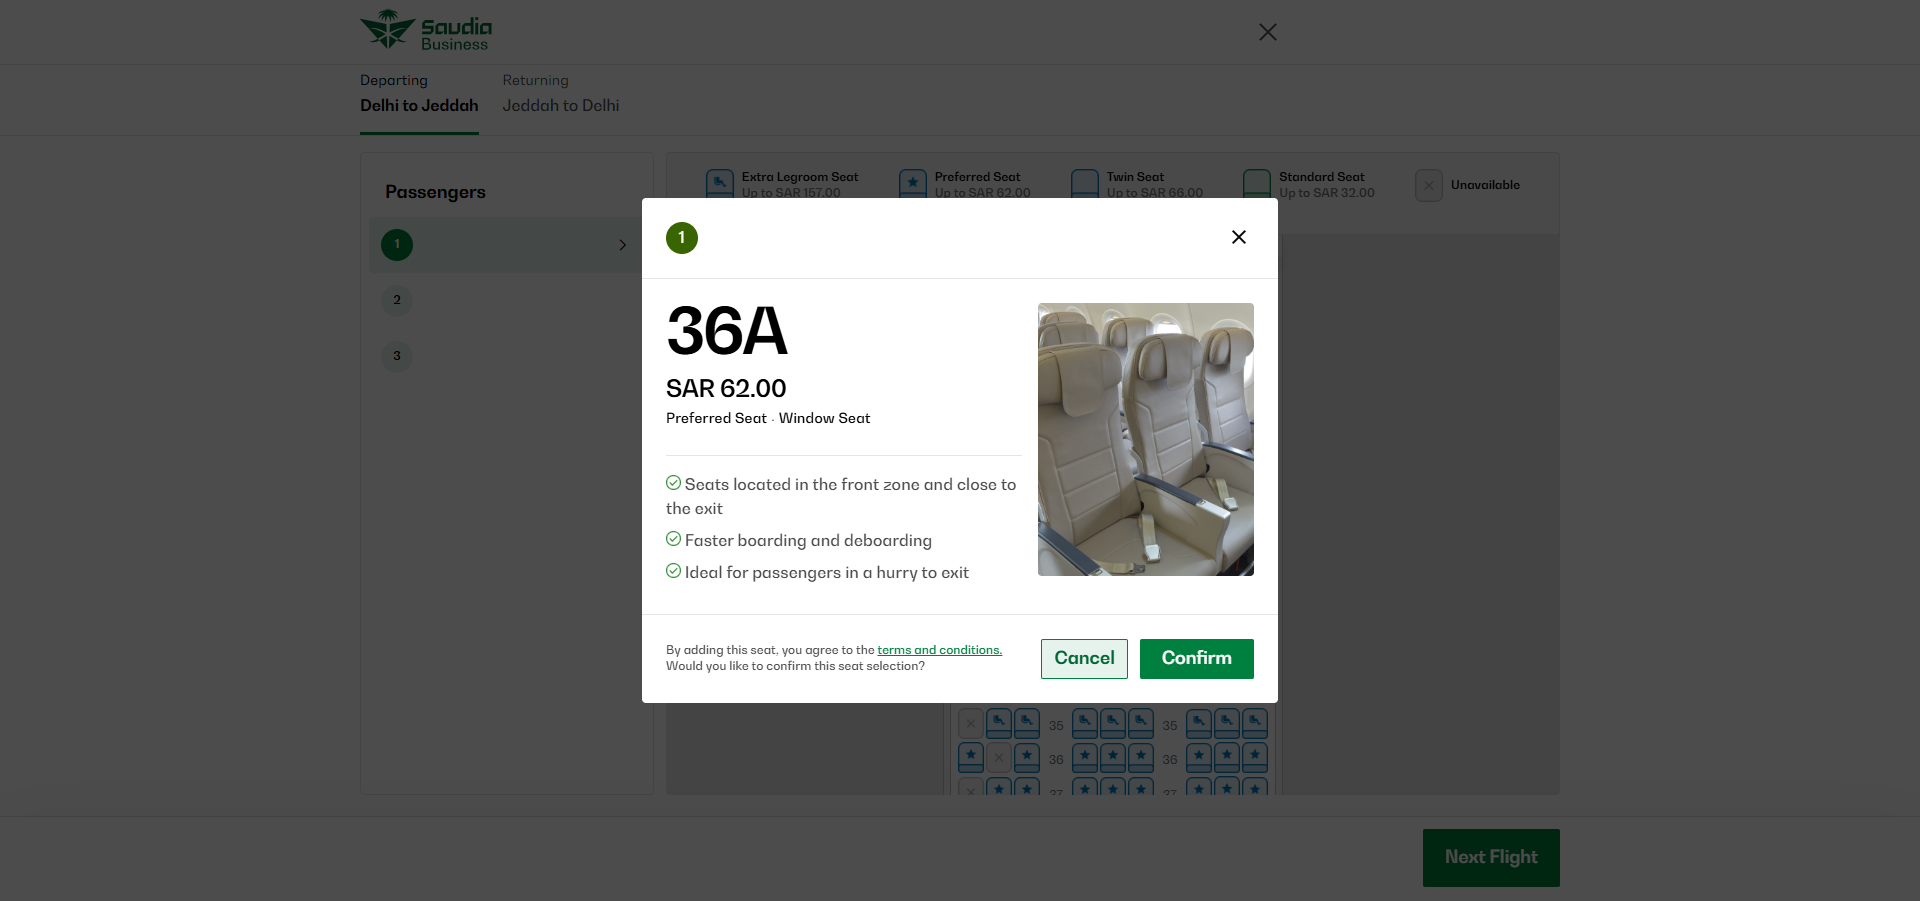 Saudia
Business
Departing
Delhi to Jeddah
Returning
Jeddah to Delhi
Passengers
1
2
3
Extra Legroom Seat
Up to SAR 157.00
Preferred Seat
Up to SAR 62.00
Twin Seat
Up to SAR 66.00
Standard Seat
Up to SAR 32.00
Unavailable
1
36A
SAR 62.00
Preferred Seat · Window Seat
Seats located in the front zone and close to
the exit
Faster boarding and deboarding
Ideal for passengers in a hurry to exit
By adding this seat, you agree to the terms and conditions.
Would you like to confirm this seat selection?
Cancel
Confirm
35 35
36 36
37 37
Next Flight